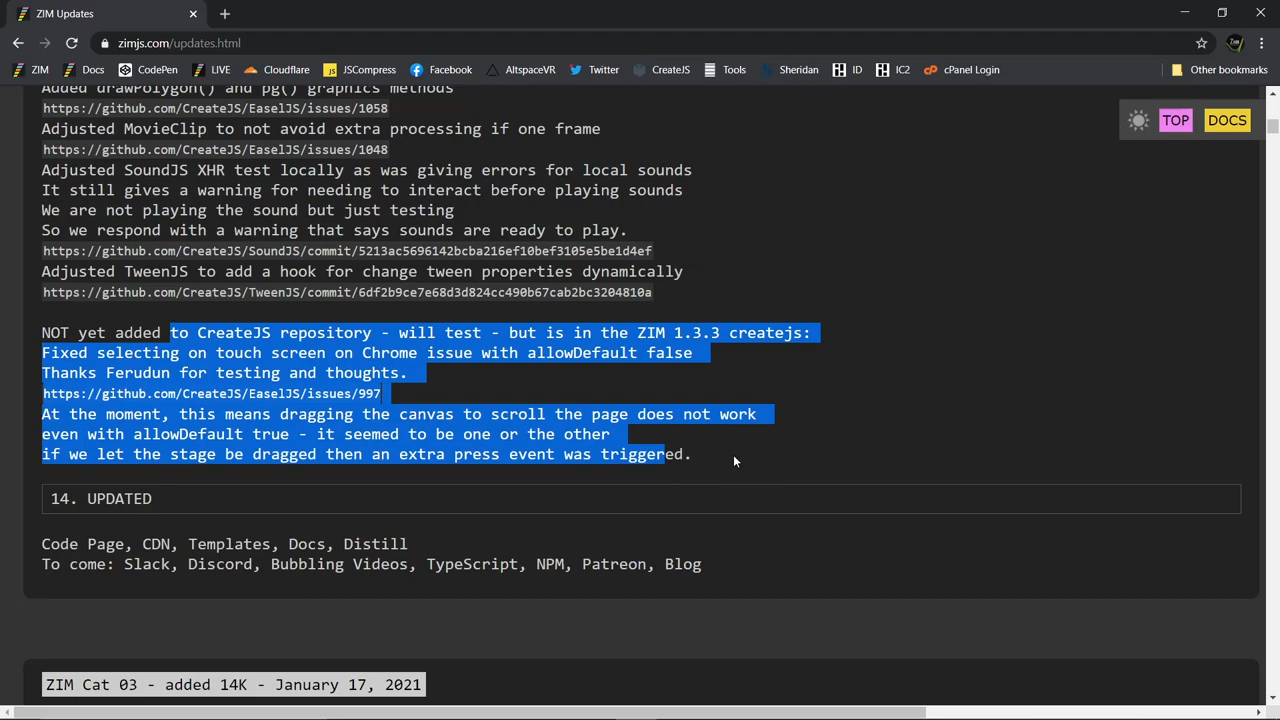 ZIM Updates
zimjs.com/updates.html
ZIM Docs CodePen LIVE Cloudflare JSCompress Facebook AltspaceVR Twitter CreateJS Tools Sheridan ID IC2 cPanel Login Other bookmarks
Added drawPolygon() and pg() graphics methods
https://github.com/CreateJS/EaselJS/issues/1058
TOP DOCS
Adjusted MovieClip to not avoid extra processing if one frame
https://github.com/CreateJS/EaselJS/issues/1048
Adjusted SoundJS XHR test locally as was giving errors for local sounds
It still gives a warning for needing to interact before playing sounds
We are not playing the sound but just testing
So we respond with a warning that says sounds are ready to play.
https://github.com/CreateJS/SoundJS/commit/5213ac5696142bcba216ef10bef3105e5be1d4ef
Adjusted TweenJS to add a hook for change tween properties dynamically
https://github.com/CreateJS/TweenJS/commit/6df2b9ce7e68d3d824cc490b67cab2bc3204810a
NOT yet added to CreateJS repository - will test - but is in the ZIM 1.3.3 createjs:
Fixed selecting on touch screen on Chrome issue with allowDefault false
Thanks Ferudun for testing and thoughts.
https://github.com/CreateJS/EaselJS/issues/997
At the moment, this means dragging the canvas to scroll the page does not work
even with allowDefault true - it seemed to be one or the other
if we let the stage be dragged then an extra press event was triggered.
14. UPDATED
Code Page, CDN, Templates, Docs, Distill
To come: Slack, Discord, Bubbling Videos, TypeScript, NPM, Patreon, Blog
ZIM Cat 03 - added 14K - January 17, 2021